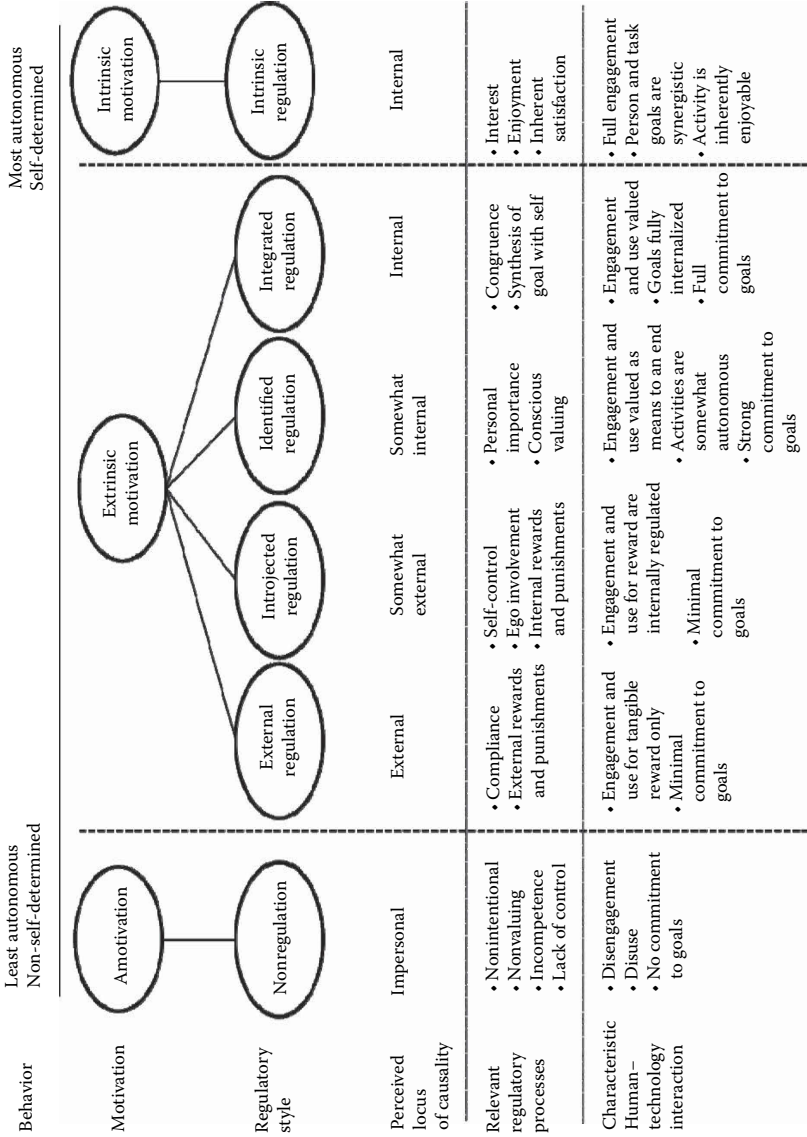 Behavior
Least autonomous
Non-self-determined
Most autonomous
Self-determined
Motivation
Amotivation
Extrinsic
motivation
Intrinsic
motivation
Regulatory
style
Nonregulation
External
regulation
Introjected
regulation
Identified
regulation
Integrated
regulation
Intrinsic
regulation
Perceived
locus
of causality
Impersonal
External
Somewhat
external
Somewhat
internal
Internal
Internal
Relevant
regulatory
processes
• Nonintentional
• Nonvaluing
• Incompetence
• Lack of control
• Compliance
• External rewards
and punishments
• Self-control
• Ego involvement
• Internal rewards
and punishments
• Personal
importance
• Conscious
valuing
• Congruence
• Synthesis of
goal with self
• Interest
• Enjoyment
• Inherent
satisfaction
Characteristic
Human–
technology
interaction
• Disengagement
• Disuse
• No commitment
to goals
• Engagement and
use for tangible
reward only
• Minimal
commitment to
goals
• Engagement and
use for reward are
internally regulated
• Minimal
commitment to
goals
• Engagement and
use valued as
means to an end
• Activities are
somewhat
autonomous
• Strong
commitment to
goals
• Engagement
and use valued
• Goals fully
internalized
• Full
commitment to
goals
• Full engagement
• Person and task
goals are
synergistic
• Activity is
inherently
enjoyable